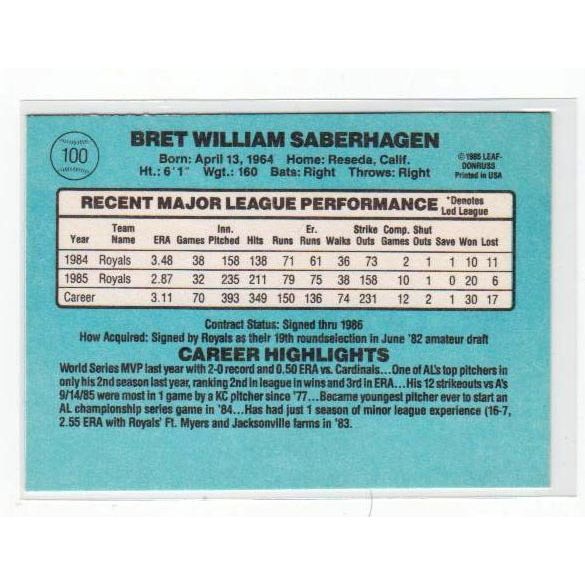 BRET WILLIAM SABERHAGEN
100
Born: April 13, 1964 Home: Reseda, Calif.
Ht.: 6'1" Wgt.: 160 Bats: Right Throws: Right
©1985 LEAF-
DONRUSS
Printed in USA
RECENT MAJOR LEAGUE PERFORMANCE *Denotes
Led League
Team Inn. Er. Strike Comp. Shut
Year Name ERA Games Pitched Hits Runs Runs Walks Outs Games Outs Save Won Lost
1984 Royals 3.48 38 158 138 71 61 36 73 2 1 1 10 11
1985 Royals 2.87 32 235 211 79 75 38 158 10 1 0 20 6
Career 3.11 70 393 349 150 136 74 231 12 2 1 30 17
Contract Status: Signed thru 1986
How Acquired: Signed by Royals as their 19th roundselection in June '82 amateur draft
CAREER HIGHLIGHTS
World Series MVP last year with 2-0 record and 0.50 ERA vs. Cardinals...One of AL's top pitchers in
only his 2nd season last year, ranking 2nd in league in wins and 3rd in ERA...His 12 strikeouts vs A's
9/14/85 were most in 1 game by a KC pitcher since '77...Became youngest pitcher ever to start an
AL championship series game in '84...Has had just 1 season of minor league experience (16-7,
2.55 ERA with Royals' Ft. Myers and Jacksonville farms in '83.